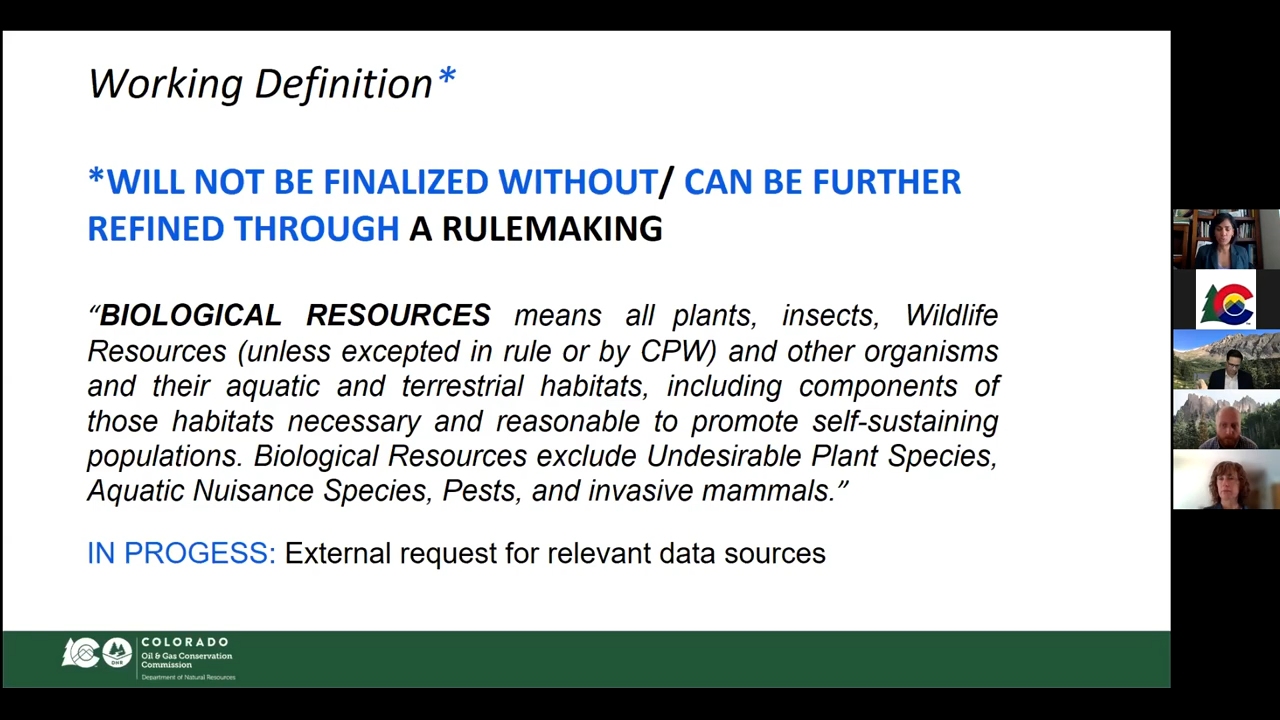 Working Definition*
*WILL NOT BE FINALIZED WITHOUT/ CAN BE FURTHER
REFINED THROUGH A RULEMAKING
“BIOLOGICAL RESOURCES means all plants, insects, Wildlife
Resources (unless excepted in rule or by CPW) and other organisms
and their aquatic and terrestrial habitats, including components of
those habitats necessary and reasonable to promote self-sustaining
populations. Biological Resources exclude Undesirable Plant Species,
Aquatic Nuisance Species, Pests, and invasive mammals.”
IN PROGESS: External request for relevant data sources
COLORADO
Oil & Gas Conservation
Commission
Department of Natural Resources
DNR